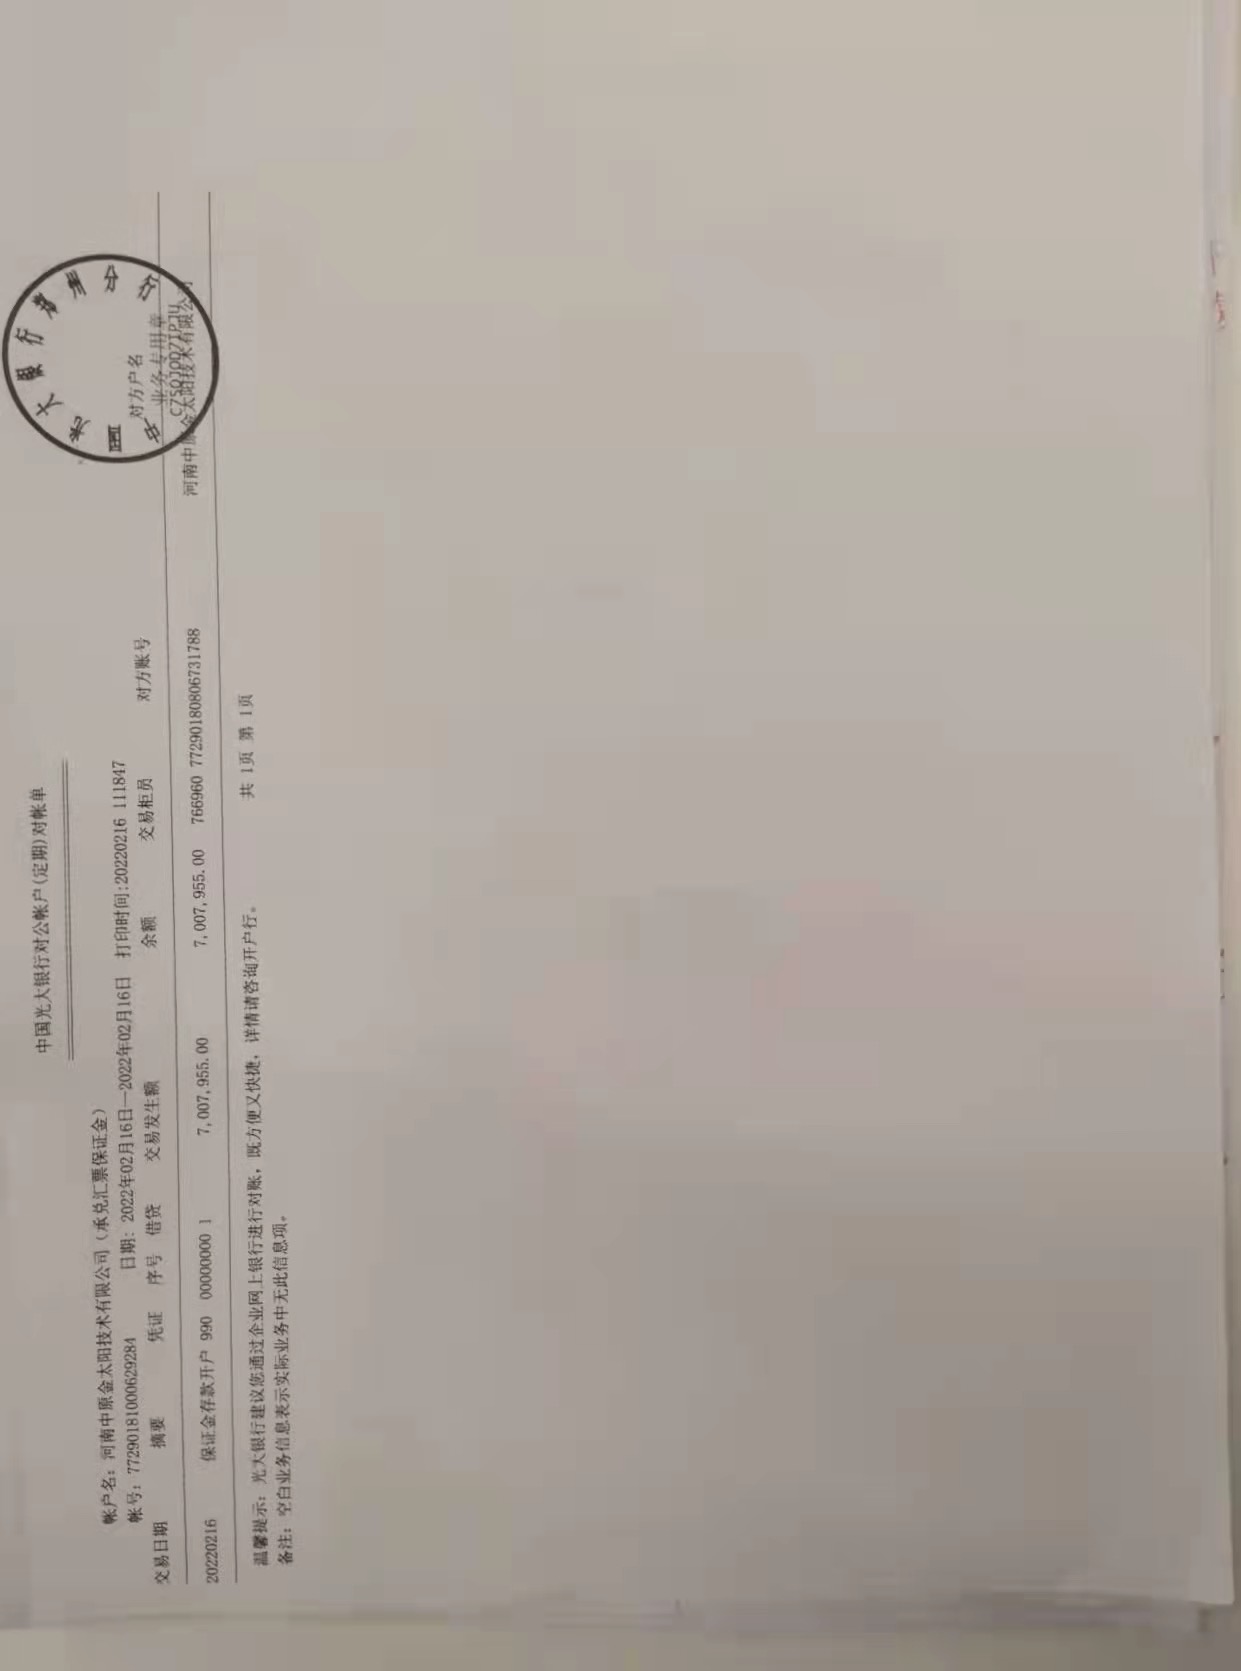 中国光大银行对公帐户(定期)对帐单
帐户名：河南中原金太阳技术有限公司（承兑汇票保证金）
帐号：77290181000629284 日期：2022年02月16日—2022年02月16日 打印时间:20220216 111847
交易日期 摘要 凭证 序号 借贷 交易发生额 余额 交易柜员 对方账号 对方户名
20220216 保证金存款开户 990 00000000 1 7,007,955.00 7,007,955.00 766960 77290180806731788 河南中原金太阳技术有限公司
温馨提示：光大银行建议您通过企业网上银行进行对账，既方便又快捷，详情请咨询开户行。 共 1页 第 1页
备注：空白业务信息表示实际业务中无此信息项。
中国光大银行郑州分行
业务专用章